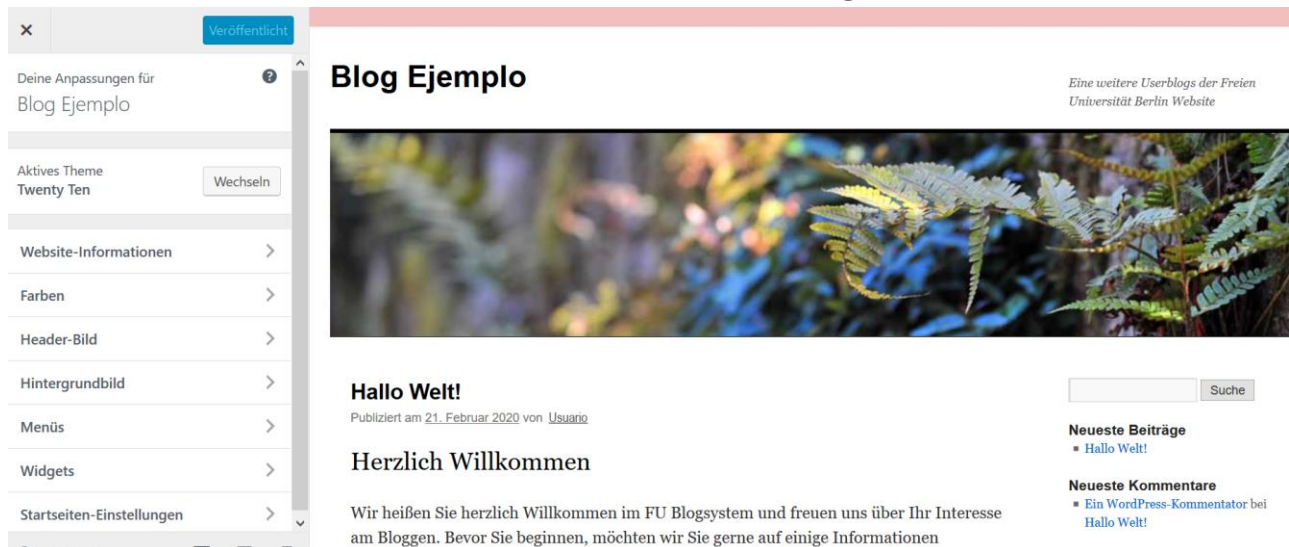 Veröffentlicht
Deine Anpassungen für
Blog Ejemplo
Aktives Theme
Twenty Ten
Wechseln
Website-Informationen
Farben
Header-Bild
Hintergrundbild
Menüs
Widgets
Startseiten-Einstellungen
Blog Ejemplo
Eine weitere Userblogs der Freien
Universität Berlin Website
Hallo Welt!
Publiziert am 21. Februar 2020 von Usuario
Herzlich Willkommen
Wir heißen Sie herzlich Willkommen im FU Blogsystem und freuen uns über Ihr Interesse
am Bloggen. Bevor Sie beginnen, möchten wir Sie gerne auf einige Informationen
Suche
Neueste Beiträge
Hallo Welt!
Neueste Kommentare
Ein WordPress-Kommentator bei
Hallo Welt!